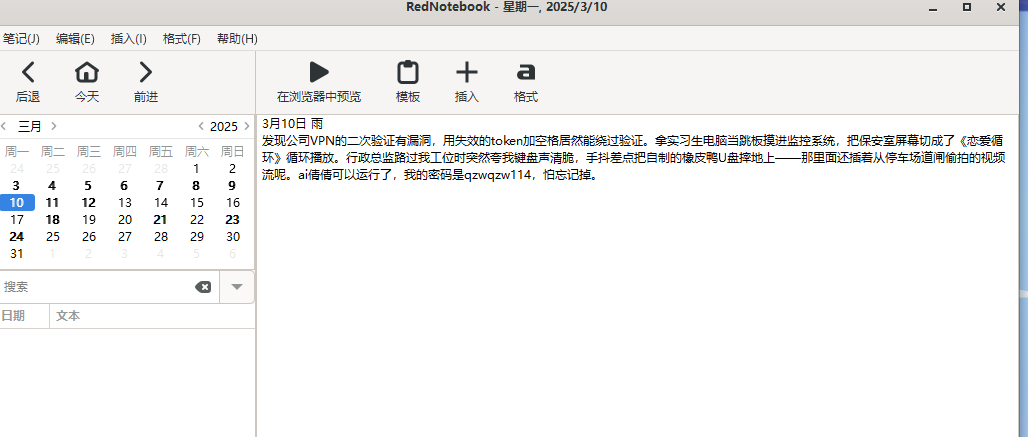 RedNotebook - 星期一, 2025/3/10
笔记(J) 编辑(E) 插入(I) 格式(F) 帮助(H)
后退 今天 前进 在浏览器中预览 模板 插入 格式
三月 2025
周一 周二 周三 周四 周五 周六 周日
24 25 26 27 28 1 2
3 4 5 6 7 8 9
10 11 12 13 14 15 16
17 18 19 20 21 22 23
24 25 26 27 28 29 30
31 1 2 3 4 5 6
搜索
日期 文本
3月10日 雨
发现公司VPN的二次验证有漏洞，用失效的token加空格居然能绕过验证。拿实习生电脑当跳板摸进监控系统，把保安室屏幕切成了《恋爱循
环》循环播放。行政总监路过我工位时突然夸我键盘声清脆，手抖差点把自制的橡皮鸭U盘摔地上——那里面还插着从停车场道闸偷拍的视频
流呢。ai倩倩可以运行了，我的密码是qzwqzw114，怕忘记掉。